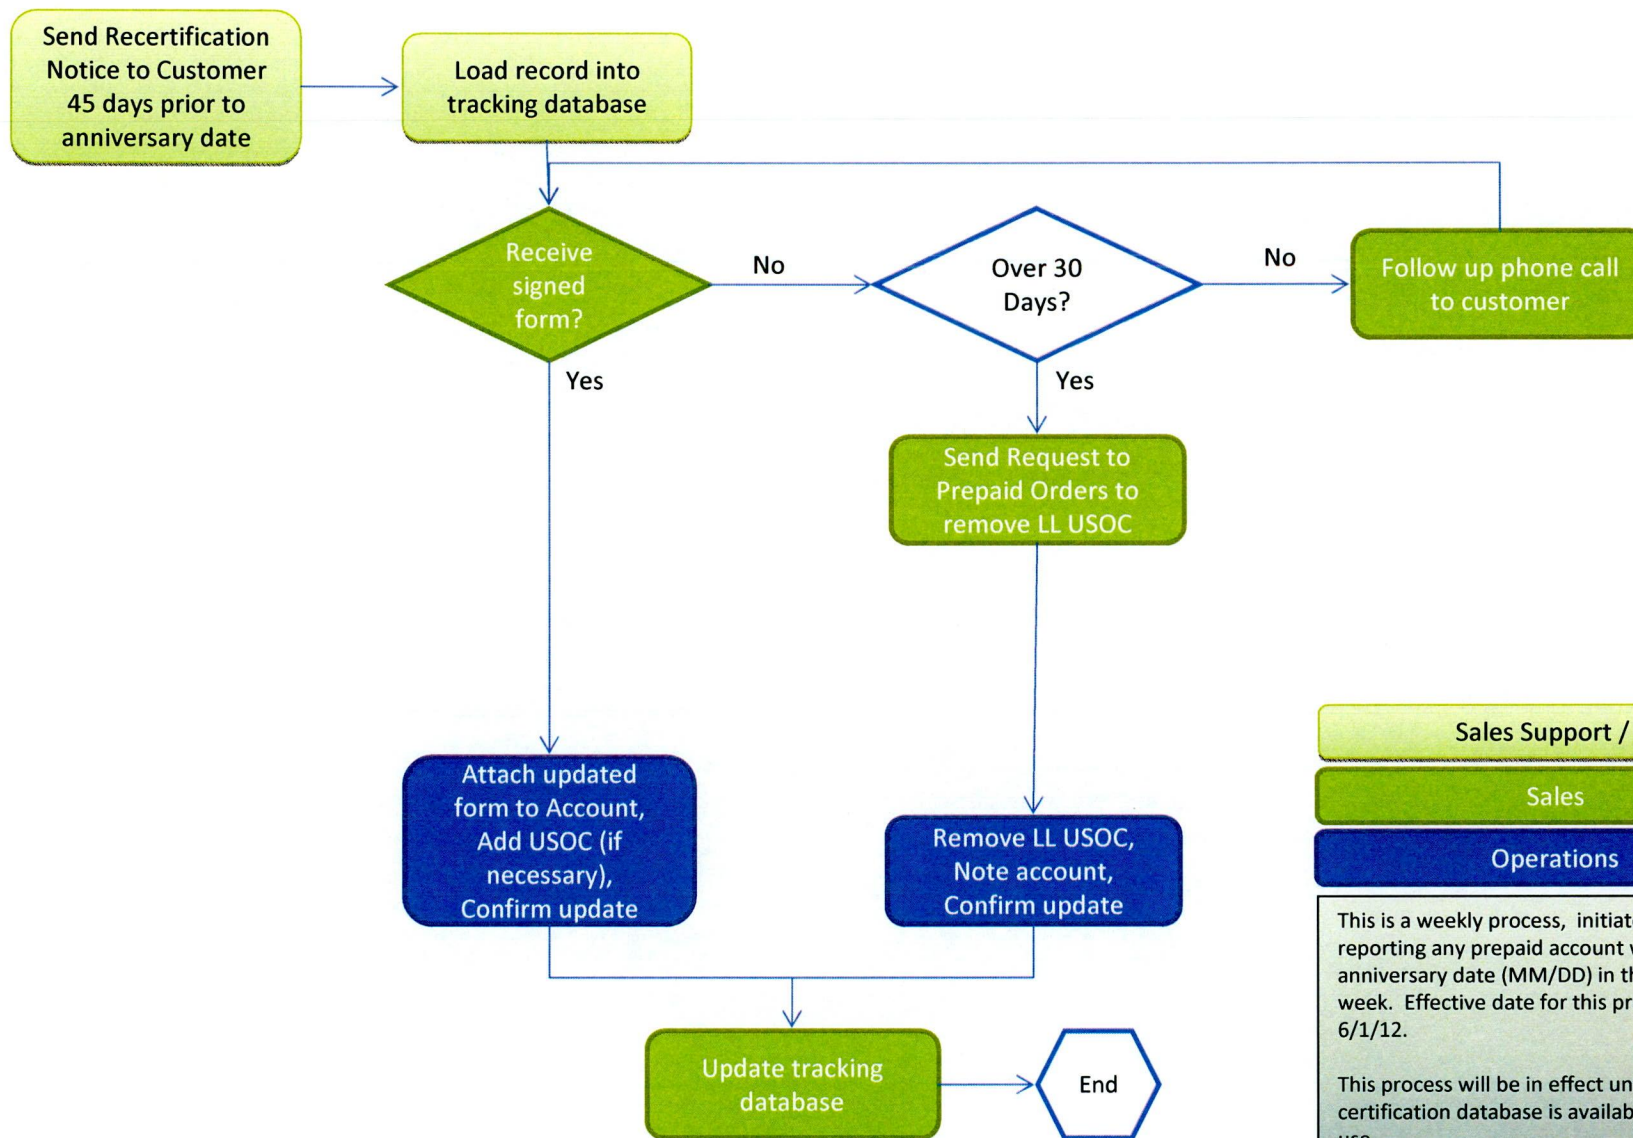 Send Recertification
Notice to Customer
45 days prior to
anniversary date
Load record into
tracking database
Receive
signed
form?
No
Over 30
Days?
No
Follow up phone call
to customer
Yes
Yes
Send Request to
Prepaid Orders to
remove LL USOC
Attach updated
form to Account,
Add USOC (if
necessary),
Confirm update
Remove LL USOC,
Note account,
Confirm update
Update tracking
database
End
Sales Support /
Sales
Operations
This is a weekly process, initiate
reporting any prepaid account
anniversary date (MM/DD) in
week. Effective date for this
6/1/12.
This process will be in effect
certification database is